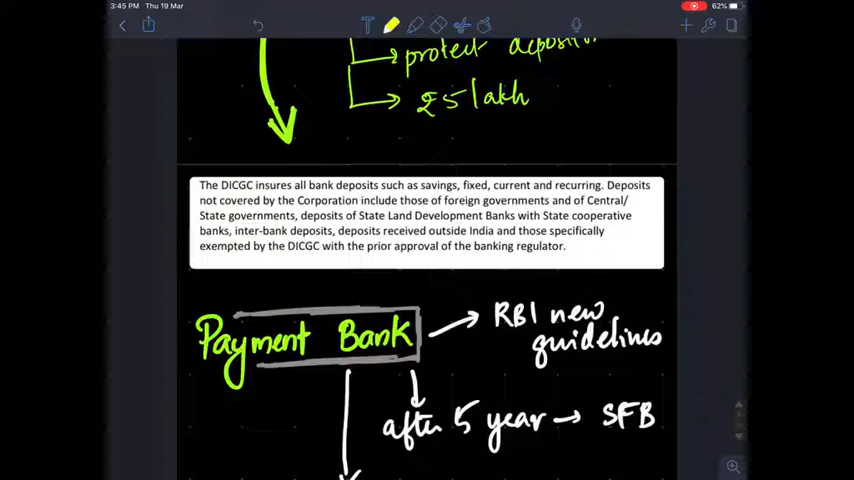 3:45 PM Thu 19 Mar
62%
protect depositor
₹5 lakh
The DICGC insures all bank deposits such as savings, fixed, current and recurring. Deposits
not covered by the Corporation include those of foreign governments and of Central/
State governments, deposits of State Land Development Banks with State cooperative
banks, inter-bank deposits, deposits received outside India and those specifically
exempted by the DICGC with the prior approval of the banking regulator.
Payment Bank
RBI new
guidelines
after 5 year → SFB